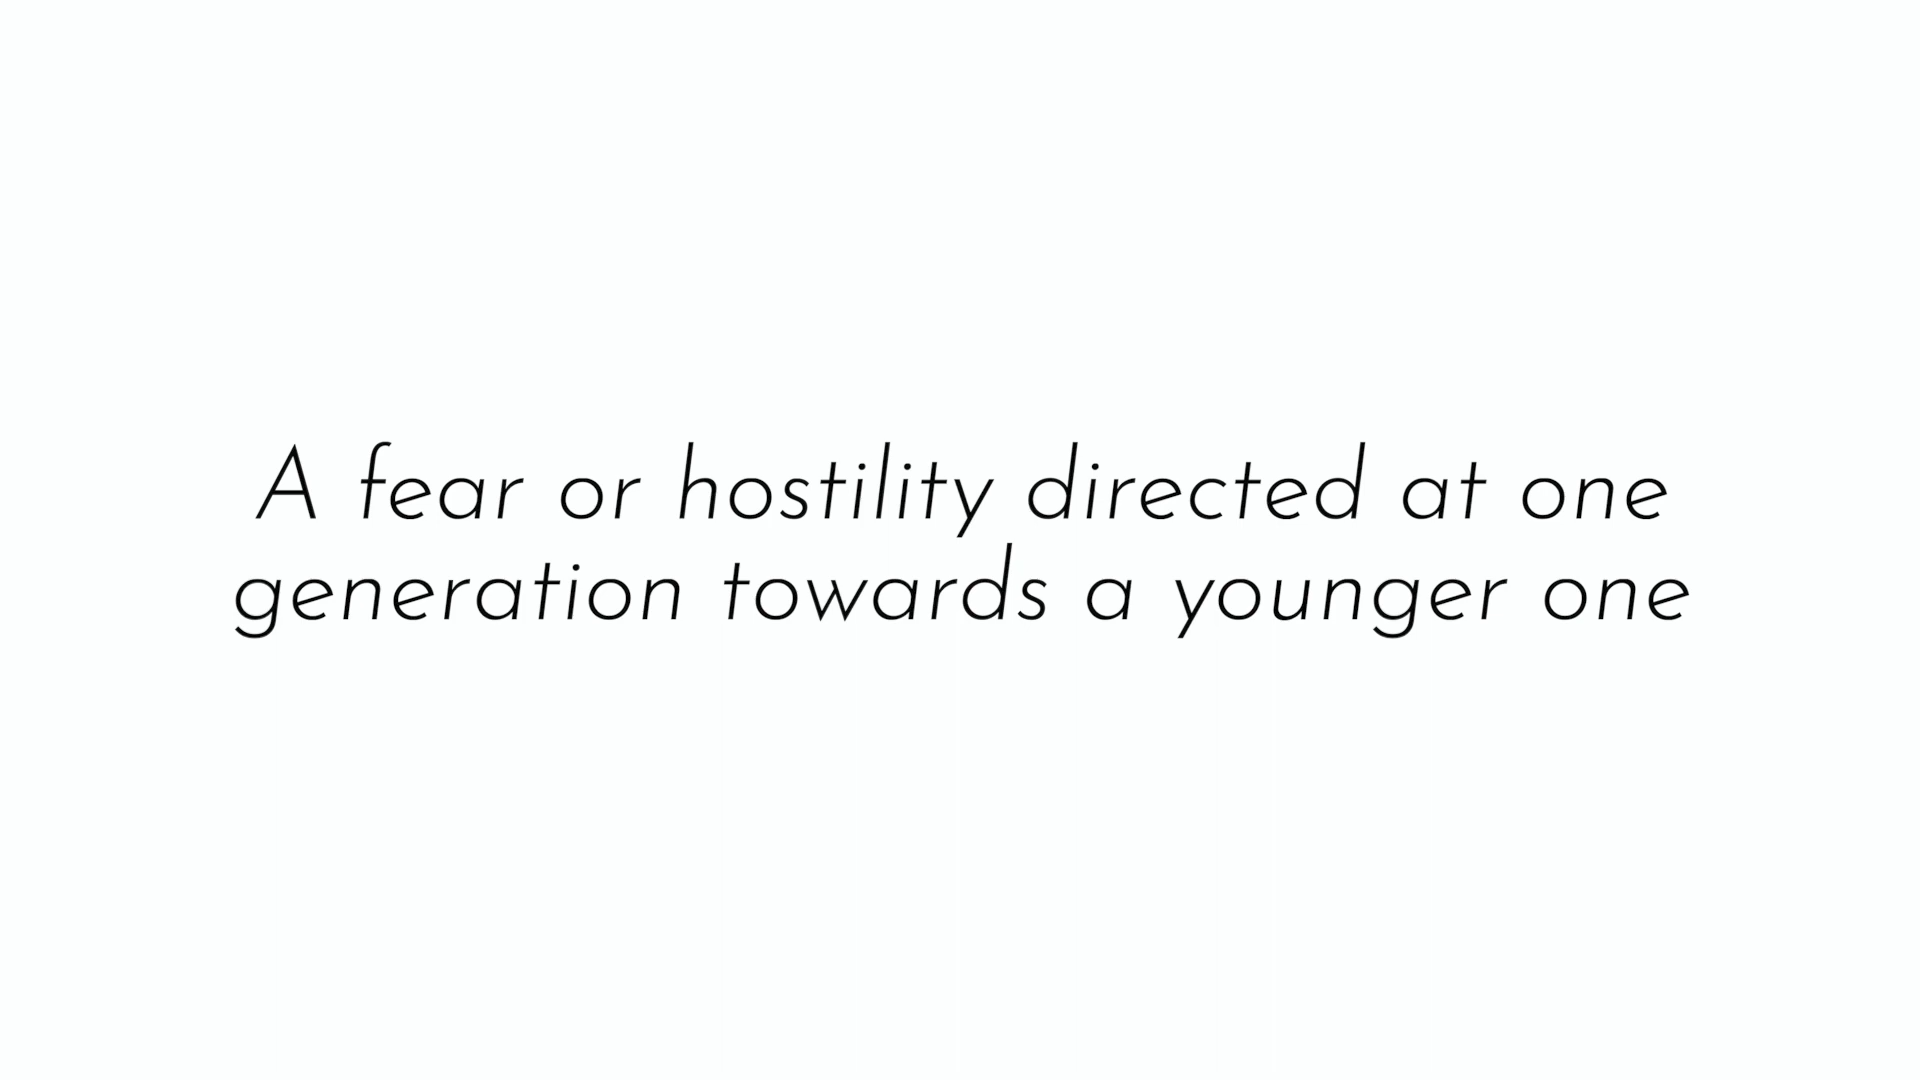 A fear or hostility directed at one
generation towards a younger one